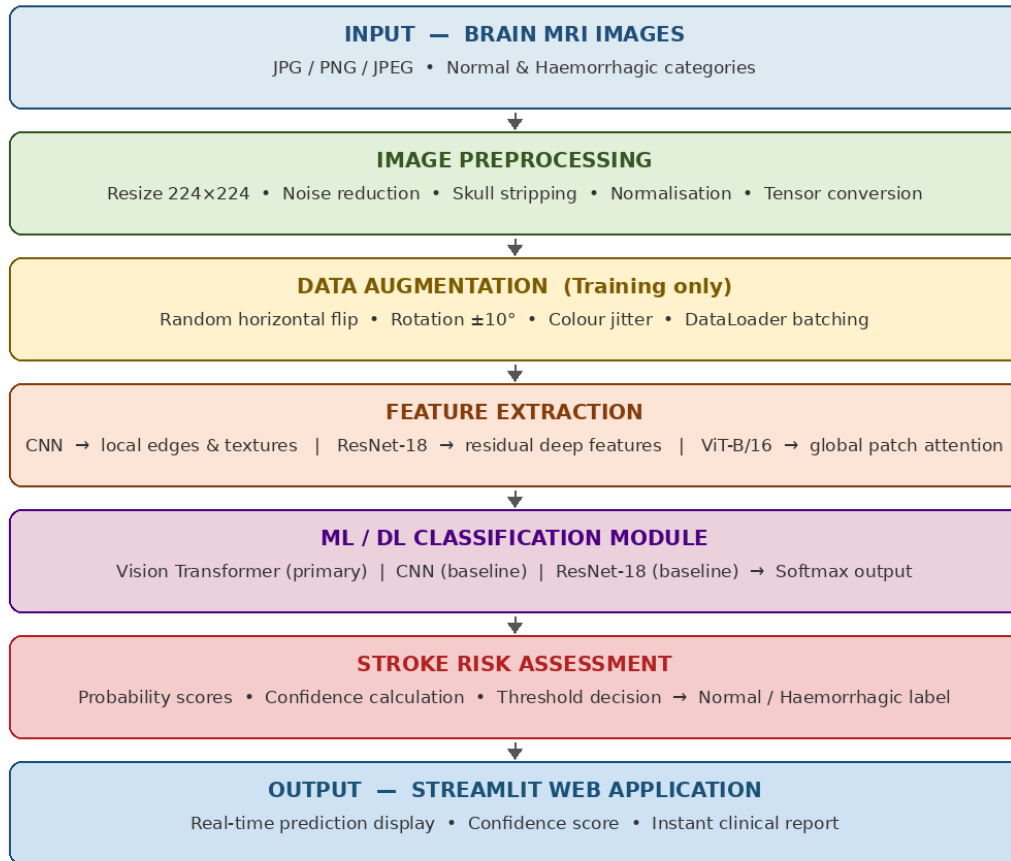 INPUT — BRAIN MRI IMAGES
JPG / PNG / JPEG • Normal & Haemorrhagic categories
IMAGE PREPROCESSING
Resize 224×224 • Noise reduction • Skull stripping • Normalisation • Tensor conversion
DATA AUGMENTATION (Training only)
Random horizontal flip • Rotation ±10° • Colour jitter • DataLoader batching
FEATURE EXTRACTION
CNN → local edges & textures | ResNet-18 → residual deep features | ViT-B/16 → global patch attention
ML / DL CLASSIFICATION MODULE
Vision Transformer (primary) | CNN (baseline) | ResNet-18 (baseline) → Softmax output
STROKE RISK ASSESSMENT
Probability scores • Confidence calculation • Threshold decision → Normal / Haemorrhagic label
OUTPUT — STREAMLIT WEB APPLICATION
Real-time prediction display • Confidence score • Instant clinical report